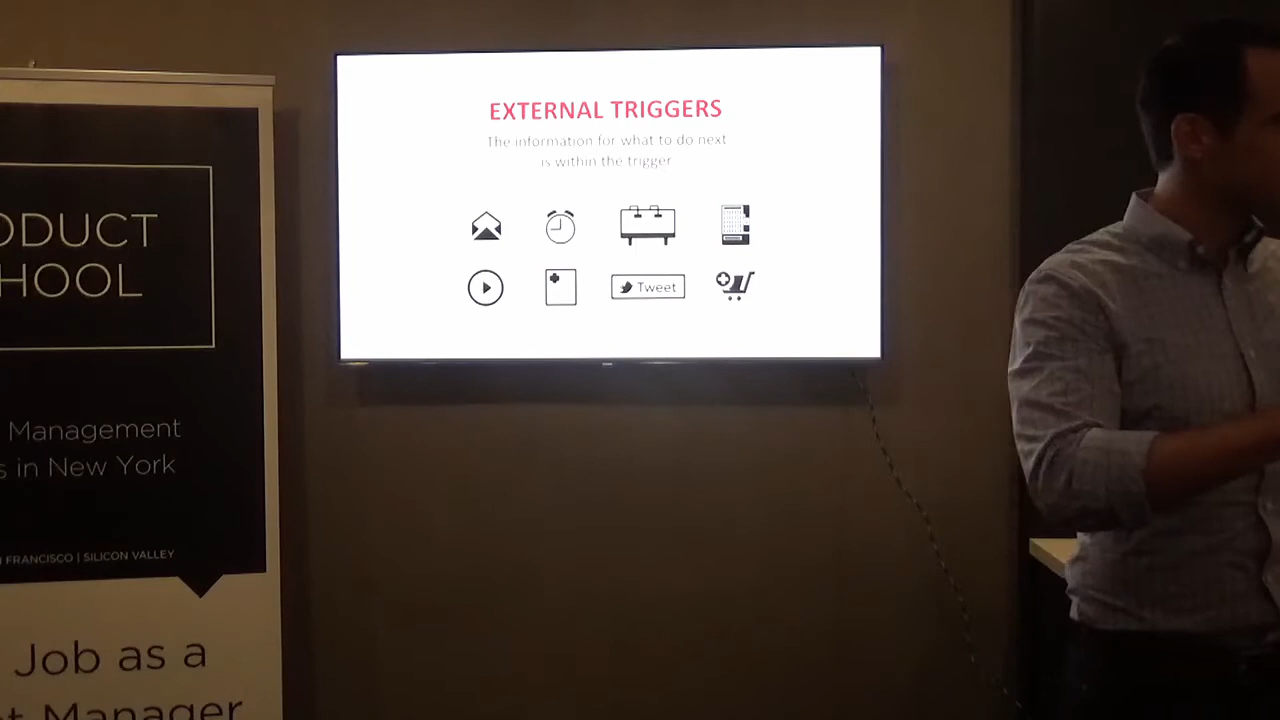 ODUCT
HOOL
Management
s in New York
FRANCISCO | SILICON VALLEY
Job as a
t Manager
EXTERNAL TRIGGERS
The information for what to do next
is within the trigger
Tweet